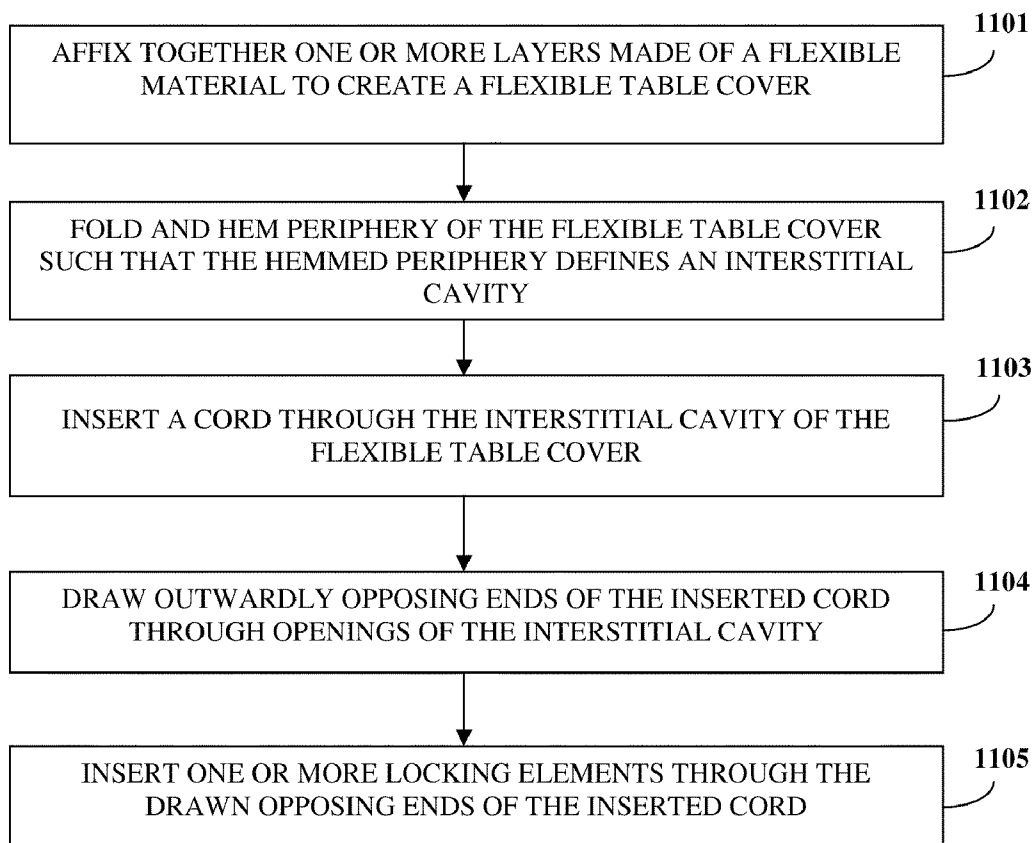 1101
AFFIX TOGETHER ONE OR MORE LAYERS MADE OF A FLEXIBLE
MATERIAL TO CREATE A FLEXIBLE TABLE COVER
1102
FOLD AND HEM PERIPHERY OF THE FLEXIBLE TABLE COVER
SUCH THAT THE HEMMED PERIPHERY DEFINES AN INTERSTITIAL
CAVITY
1103
INSERT A CORD THROUGH THE INTERSTITIAL CAVITY OF THE
FLEXIBLE TABLE COVER
1104
DRAW OUTWARDLY OPPOSING ENDS OF THE INSERTED CORD
THROUGH OPENINGS OF THE INTERSTITIAL CAVITY
1105
INSERT ONE OR MORE LOCKING ELEMENTS THROUGH THE
DRAWN OPPOSING ENDS OF THE INSERTED CORD